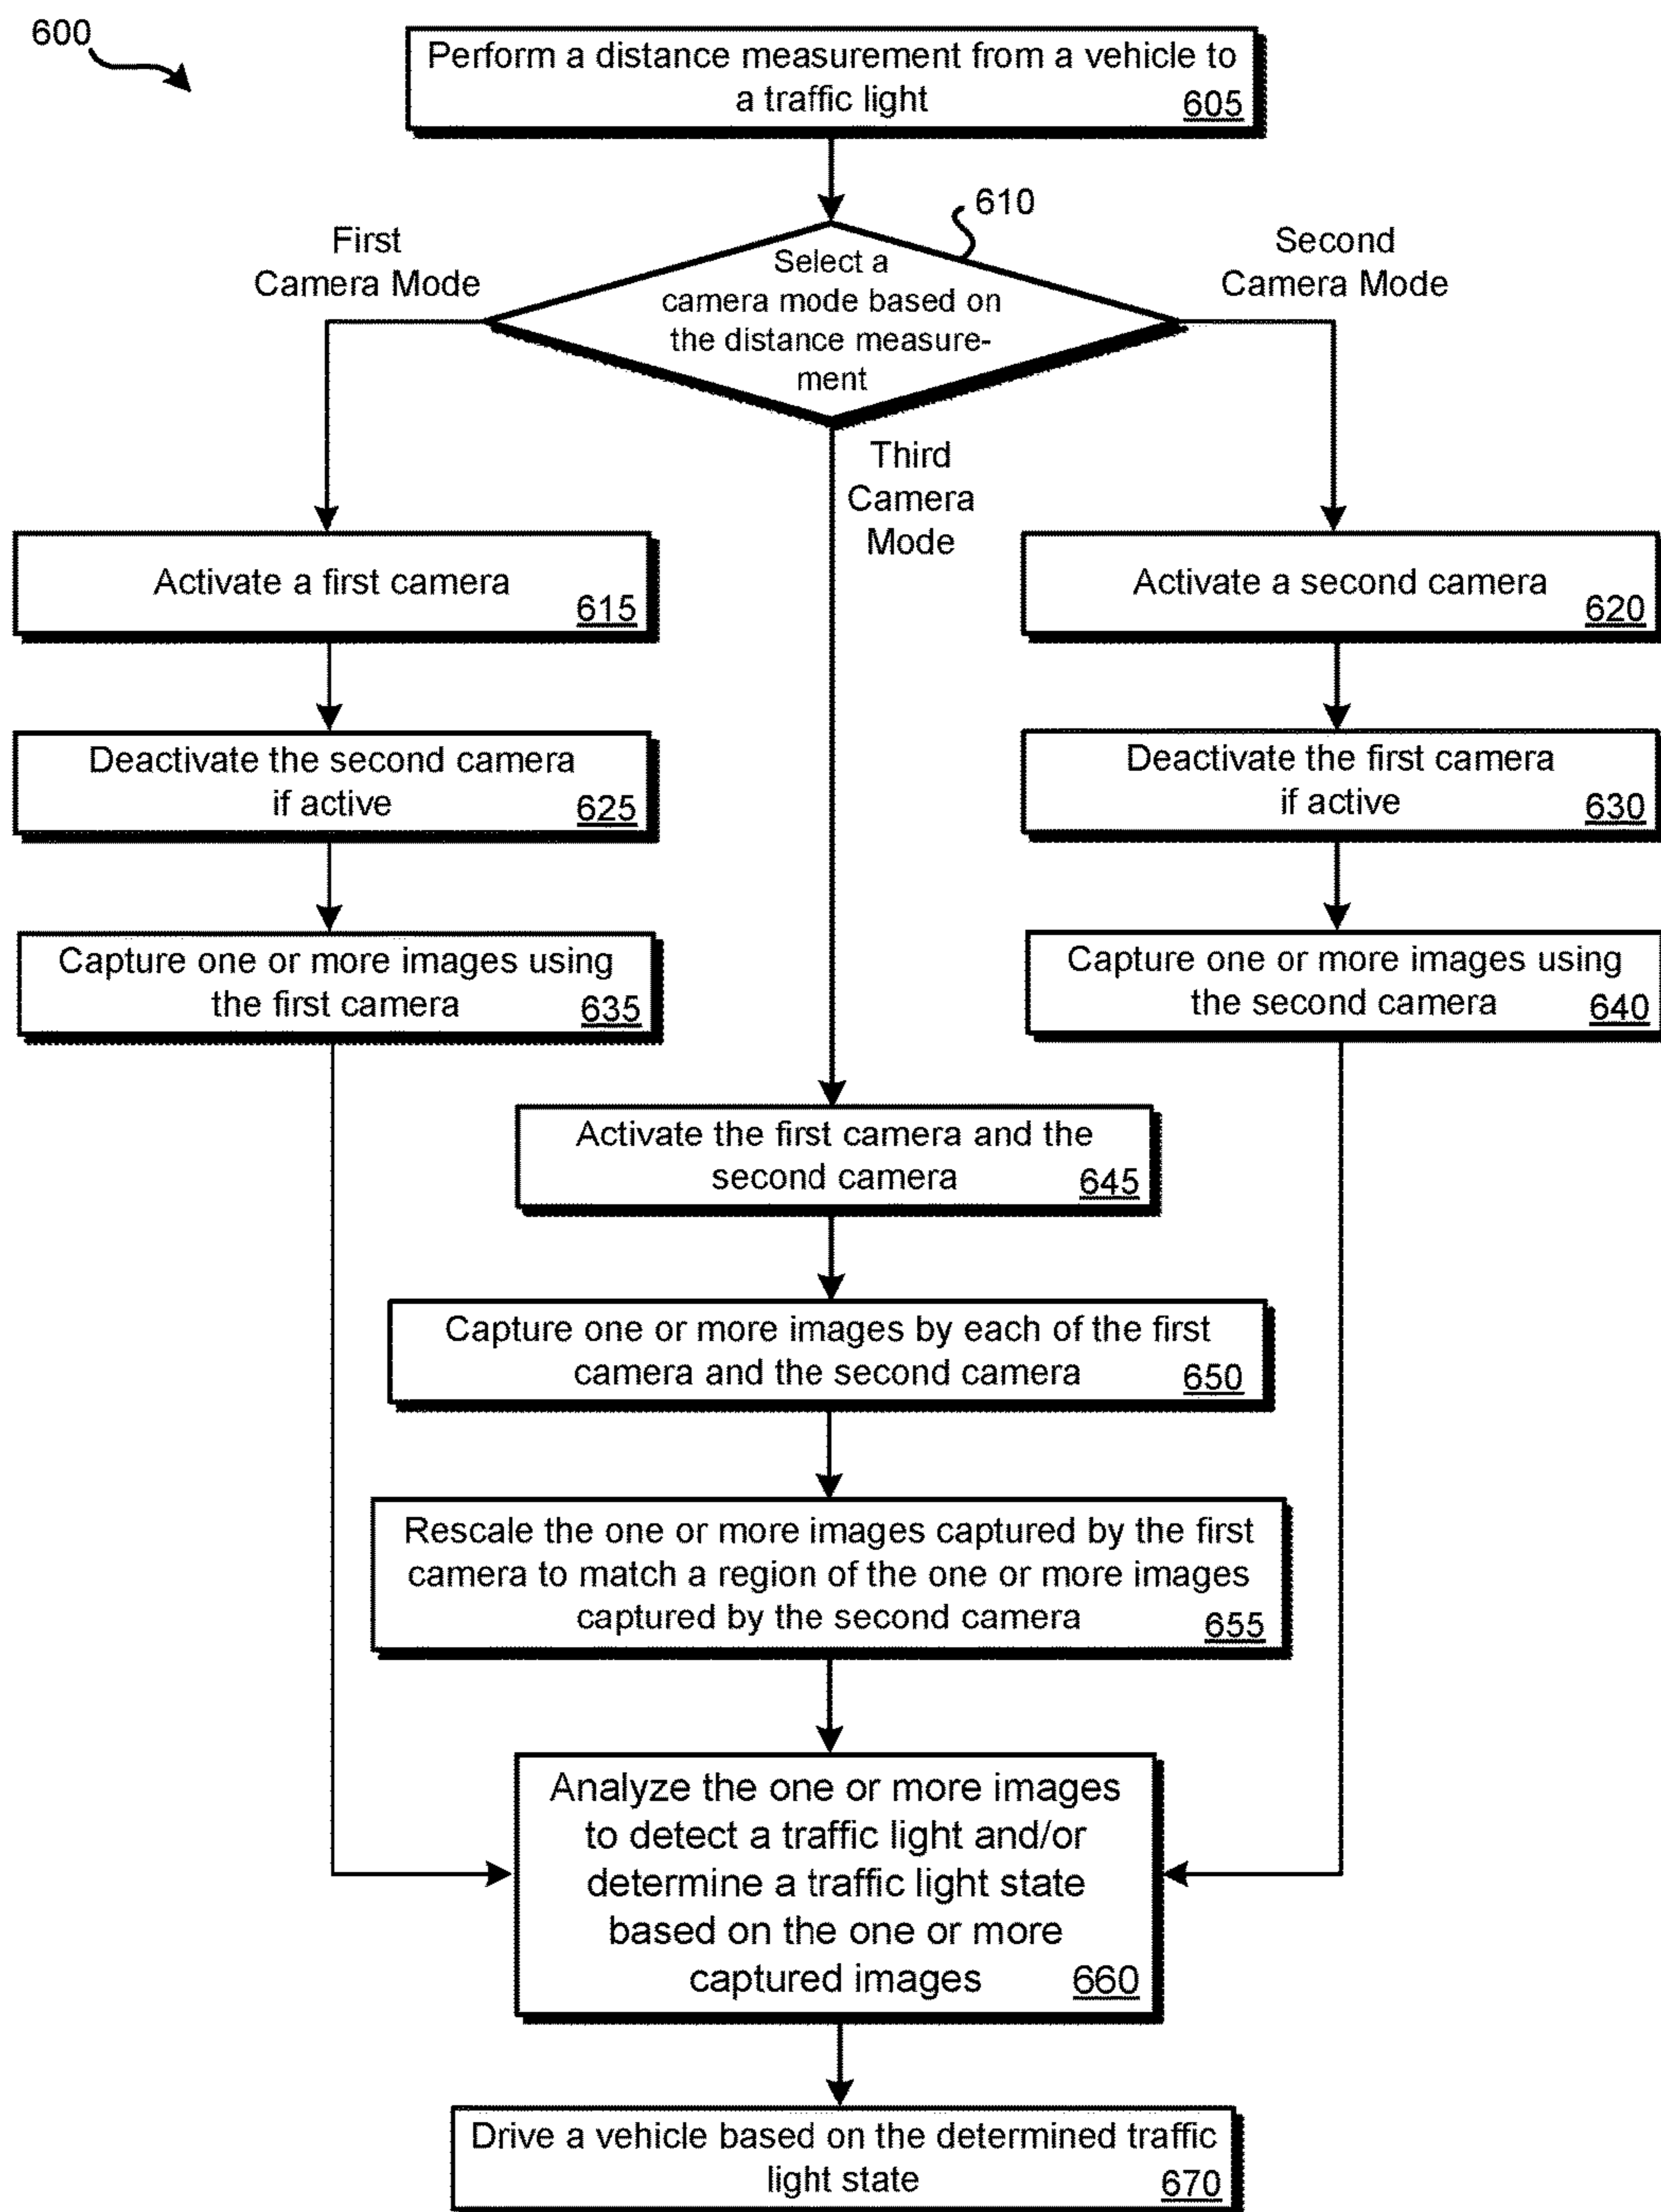 600
Perform a distance measurement from a vehicle to
a traffic light
605
610
First
Camera Mode
Select a
camera mode based on
the distance measure-
ment
Second
Camera Mode
Third
Camera
Mode
Activate a first camera
615
Activate a second camera
620
Deactivate the second camera
if active
625
Deactivate the first camera
if active
630
Capture one or more images using
the first camera
635
Capture one or more images using
the second camera
640
Activate the first camera and the
second camera
645
Capture one or more images by each of the first
camera and the second camera
650
Rescale the one or more images captured by the first
camera to match a region of the one or more images
captured by the second camera
655
Analyze the one or more images
to detect a traffic light and/or
determine a traffic light state
based on the one or more
captured images
660
Drive a vehicle based on the determined traffic
light state
670